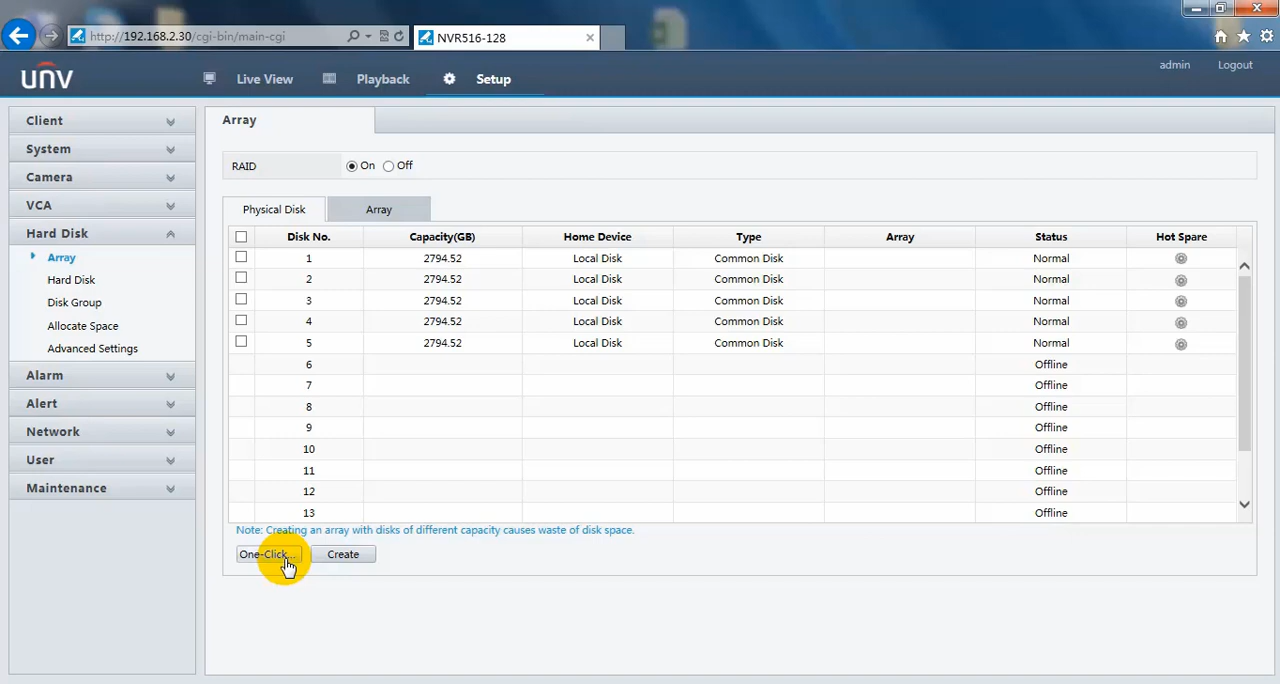 http://192.168.2.30/cgi-bin/main-cgi
NVR516-128
unv
Live View
Playback
Setup
admin
Logout
Client
System
Camera
VCA
Hard Disk
Array
Hard Disk
Disk Group
Allocate Space
Advanced Settings
Alarm
Alert
Network
User
Maintenance
Array
RAID On Off
Physical Disk Array
Disk No. Capacity(GB) Home Device Type Array Status Hot Spare
1 2794.52 Local Disk Common Disk Normal
2 2794.52 Local Disk Common Disk Normal
3 2794.52 Local Disk Common Disk Normal
4 2794.52 Local Disk Common Disk Normal
5 2794.52 Local Disk Common Disk Normal
6 Offline
7 Offline
8 Offline
9 Offline
10 Offline
11 Offline
12 Offline
13 Offline
Note: Creating an array with disks of different capacity causes waste of disk space.
One-Click... Create